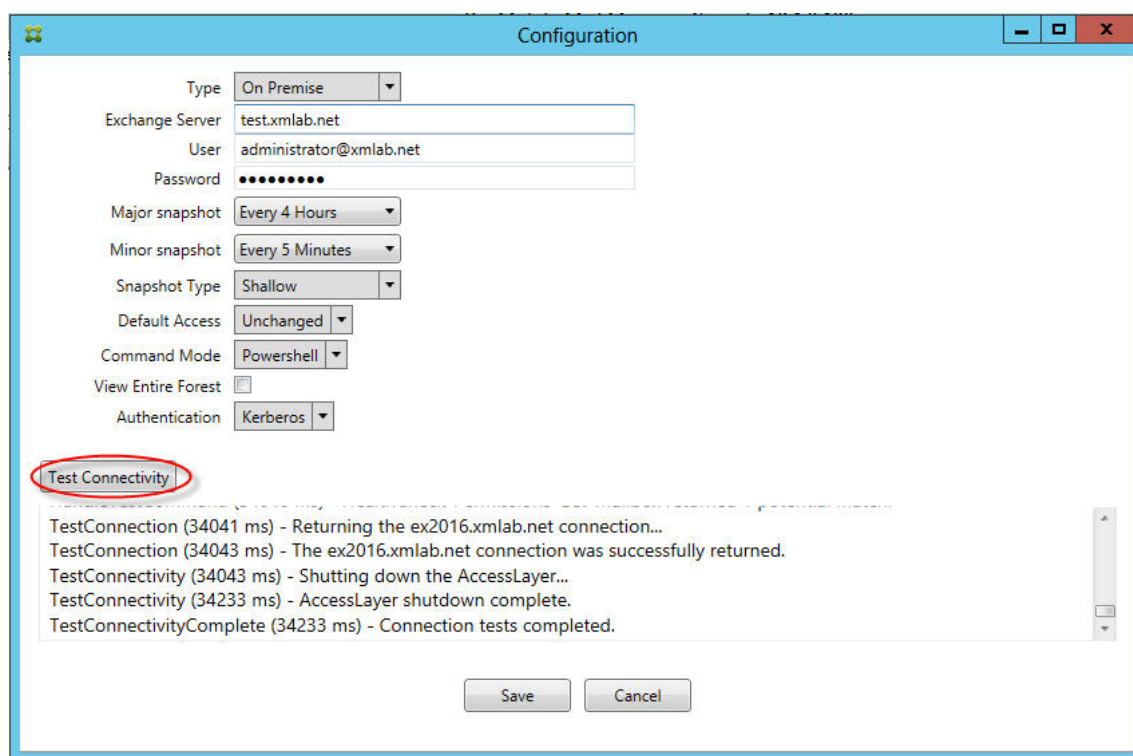 Configuration
Type On Premise
Exchange Server test.xmlab.net
User administrator@xmlab.net
Password ●●●●●●●●●
Major snapshot Every 4 Hours
Minor snapshot Every 5 Minutes
Snapshot Type Shallow
Default Access Unchanged
Command Mode Powershell
View Entire Forest
Authentication Kerberos
Test Connectivity
TestConnection (34041 ms) - Returning the ex2016.xmlab.net connection...
TestConnection (34043 ms) - The ex2016.xmlab.net connection was successfully returned.
TestConnectivity (34043 ms) - Shutting down the AccessLayer...
TestConnectivity (34233 ms) - AccessLayer shutdown complete.
TestConnectivityComplete (34233 ms) - Connection tests completed.
Save Cancel